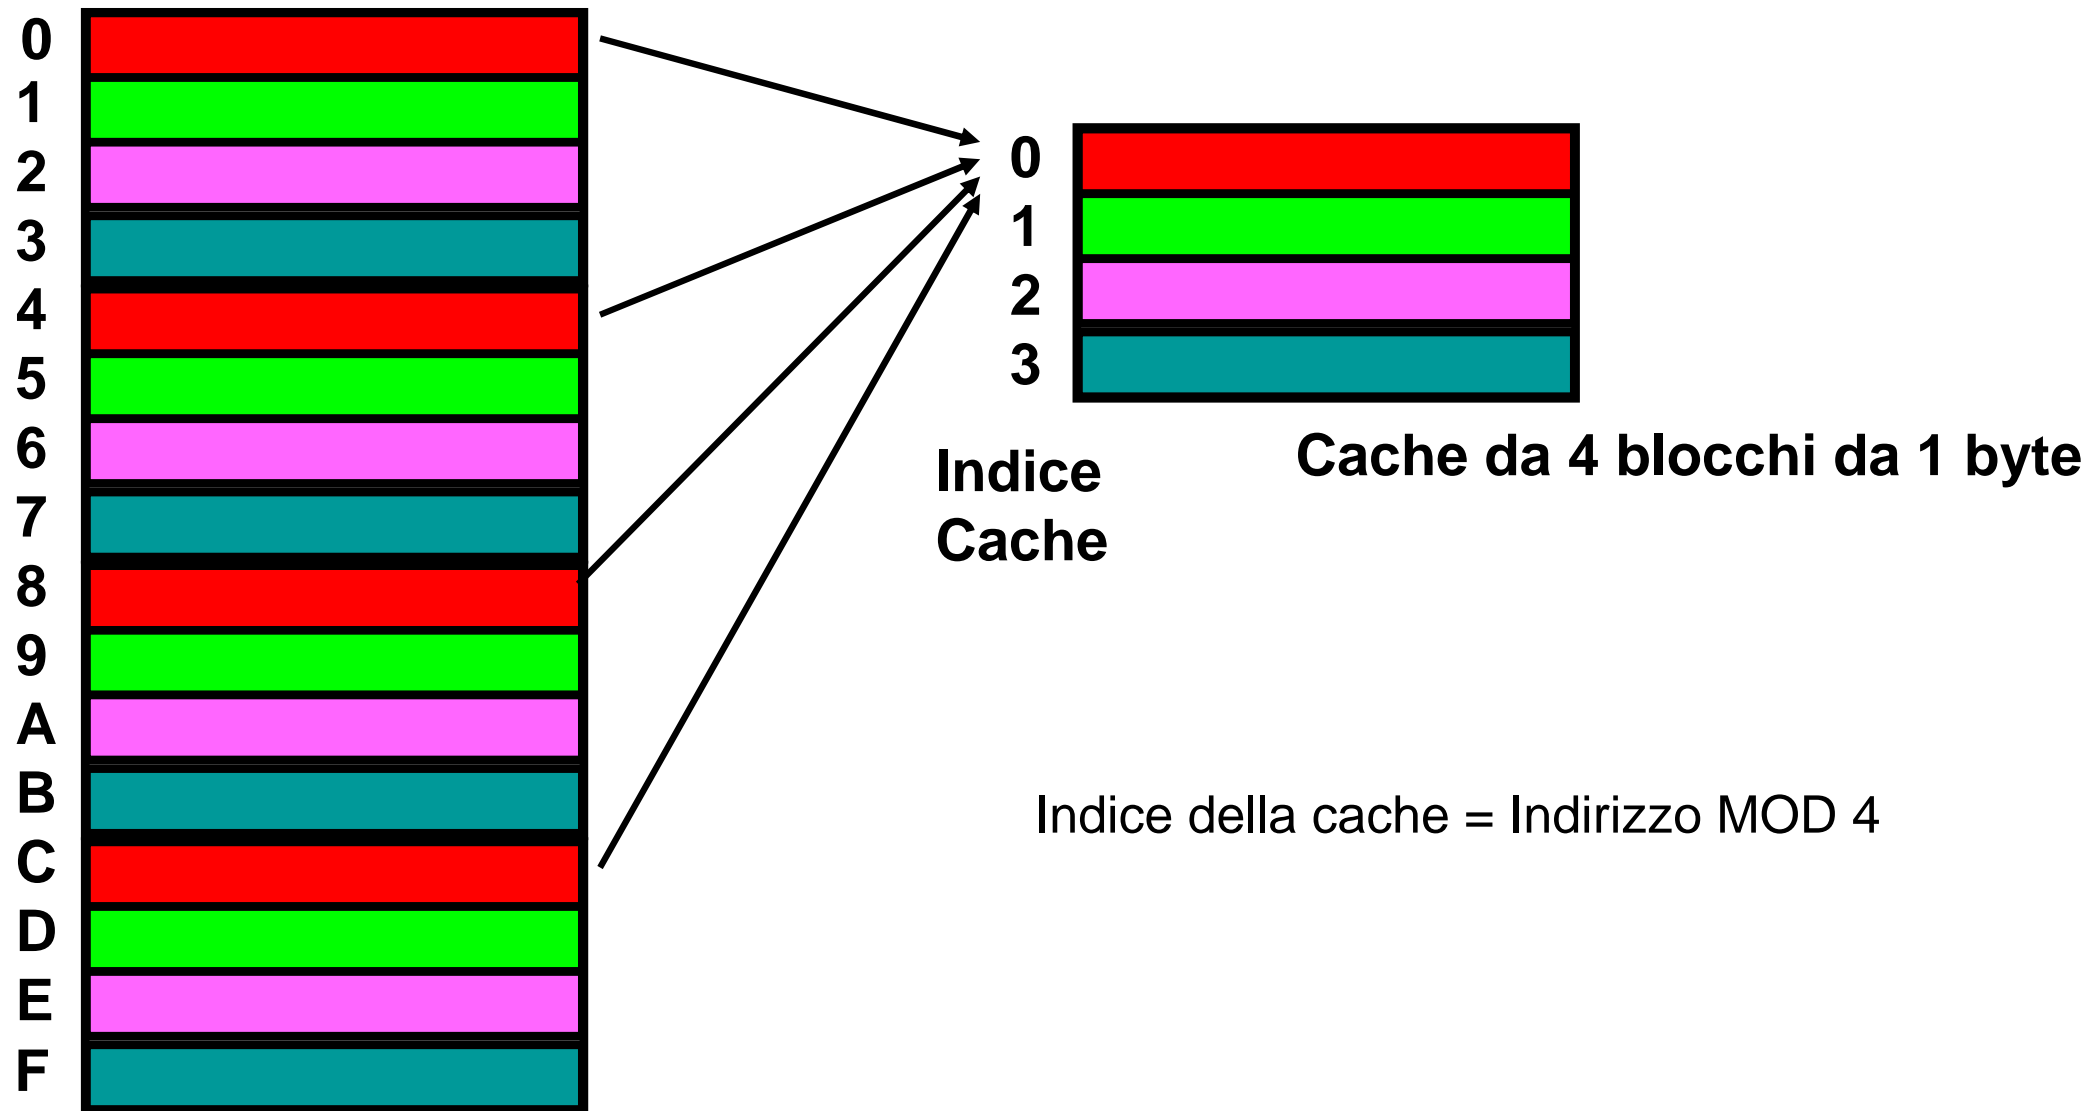 0
1
2
3
4
5
6
7
8
9
A
B
C
D
E
F
0
1
2
3
Indice
Cache
Cache da 4 blocchi da 1 byte
Indice della cache = Indirizzo MOD 4